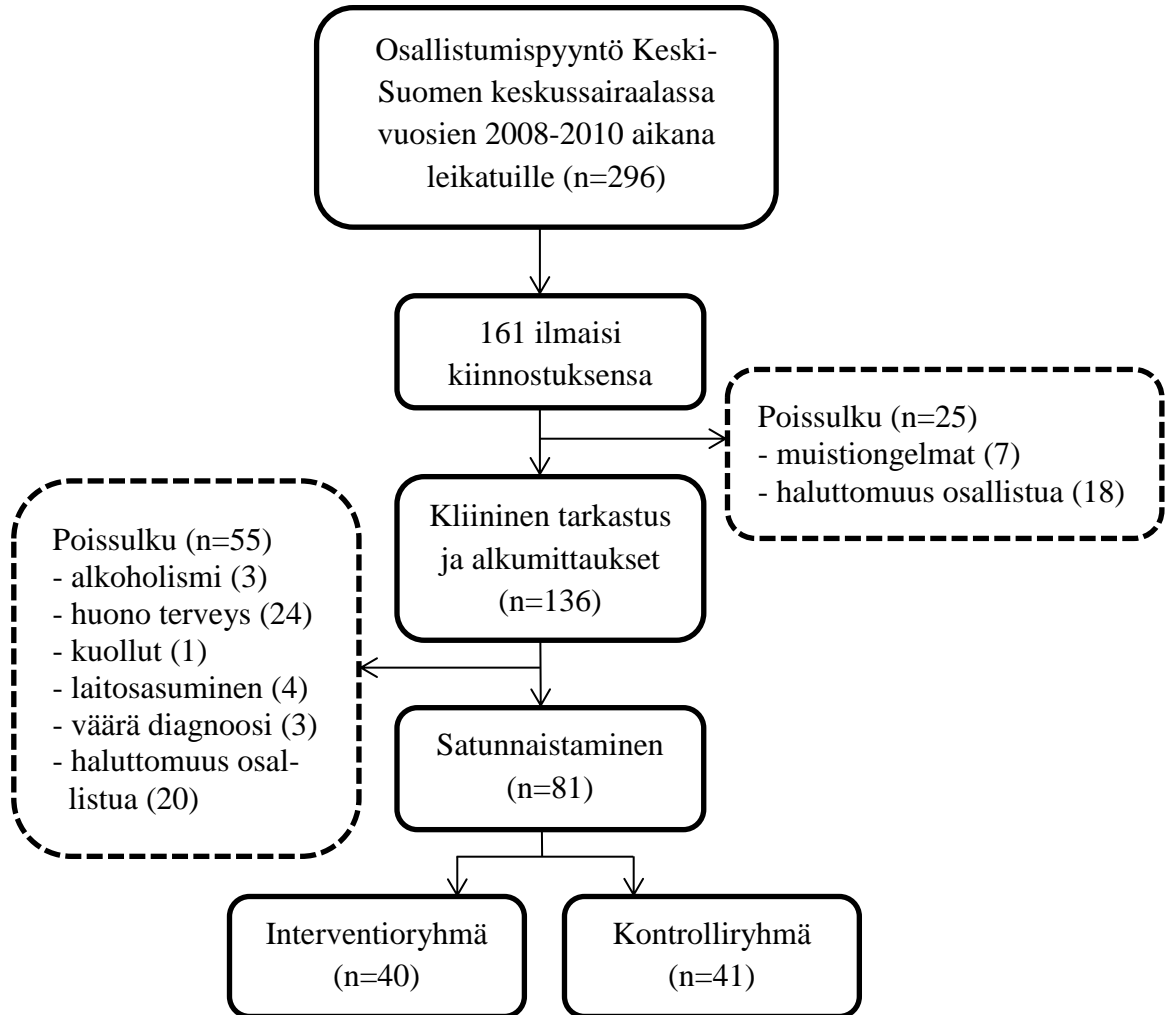 Osallistumispyyntö Keski-
Suomen keskussairaalassa
vuosien 2008-2010 aikana
leikatuille (n=296)
161 ilmaisi
kiinnostuksensa
Poissulku (n=25)
- muistiongelmat (7)
- haluttomuus osallistua (18)
Kliininen tarkastus
ja alkumittaukset
(n=136)
Poissulku (n=55)
- alkoholismi (3)
- huono terveys (24)
- kuollut (1)
- laitosasuminen (4)
- väärä diagnoosi (3)
- haluttomuus osal-
listua (20)
Satunnaistaminen
(n=81)
Interventioryhmä
(n=40)
Kontrolliryhmä
(n=41)